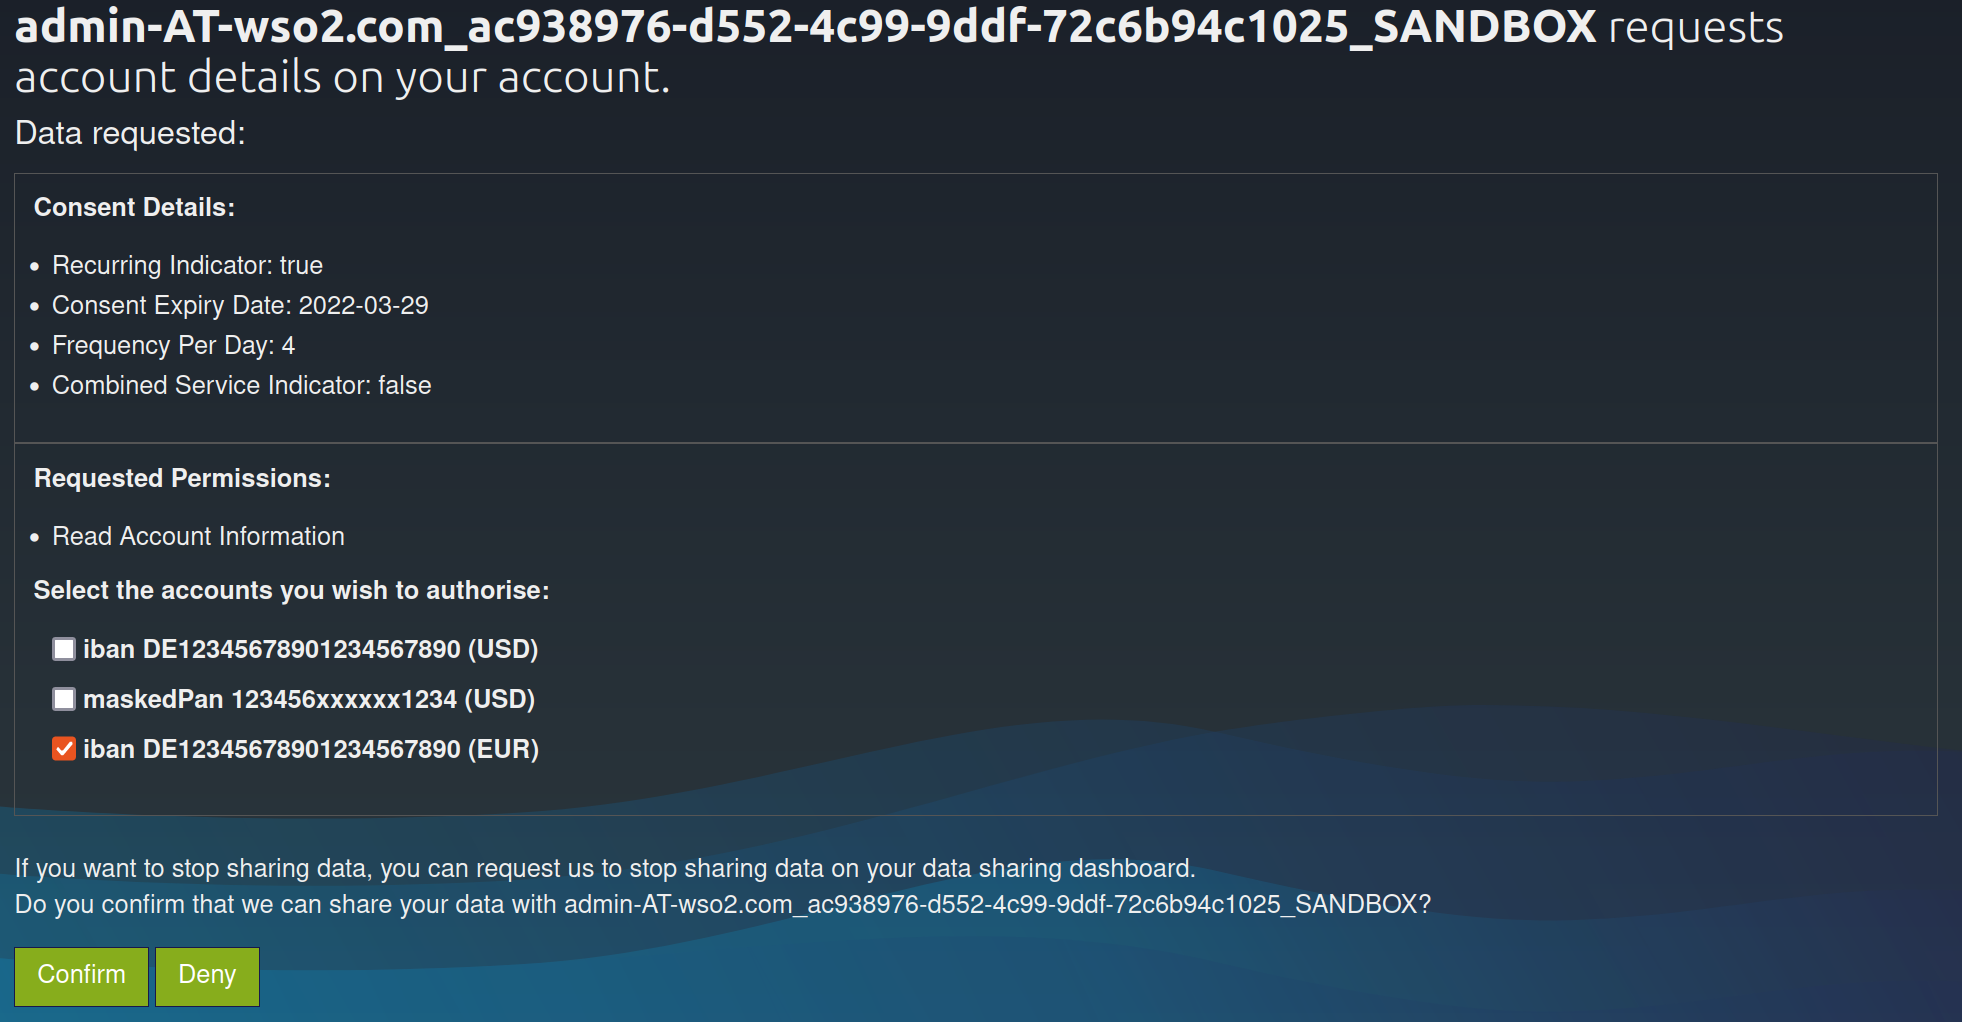 admin-AT-wso2.com_ac938976-d552-4c99-9ddf-72c6b94c1025_SANDBOX requests
account details on your account.
Data requested:
Consent Details:
Recurring Indicator: true
Consent Expiry Date: 2022-03-29
Frequency Per Day: 4
Combined Service Indicator: false
Requested Permissions:
Read Account Information
Select the accounts you wish to authorise:
iban DE12345678901234567890 (USD)
maskedPan 123456xxxxxx1234 (USD)
iban DE12345678901234567890 (EUR)
If you want to stop sharing data, you can request us to stop sharing data on your data sharing dashboard.
Do you confirm that we can share your data with admin-AT-wso2.com_ac938976-d552-4c99-9ddf-72c6b94c1025_SANDBOX?
Confirm Deny